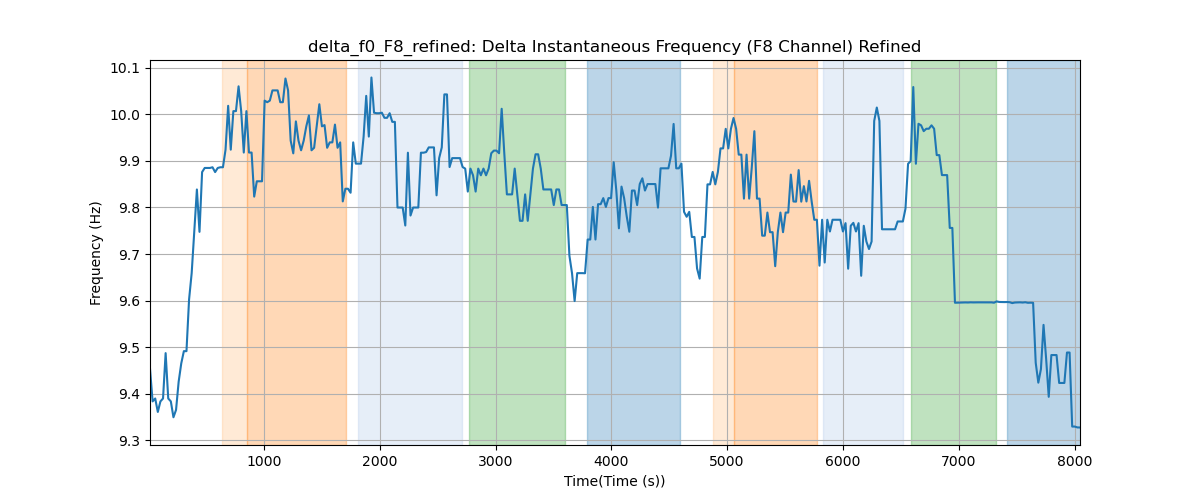 delta_f0_F8_refined: Delta Instantaneous Frequency (F8 Channel) Refined
10.1
10.0
9.9
9.8
9.7
9.6
9.5
9.4
9.3
Frequency (Hz)
1000 2000 3000 4000 5000 6000 7000 8000
Time(Time (s))